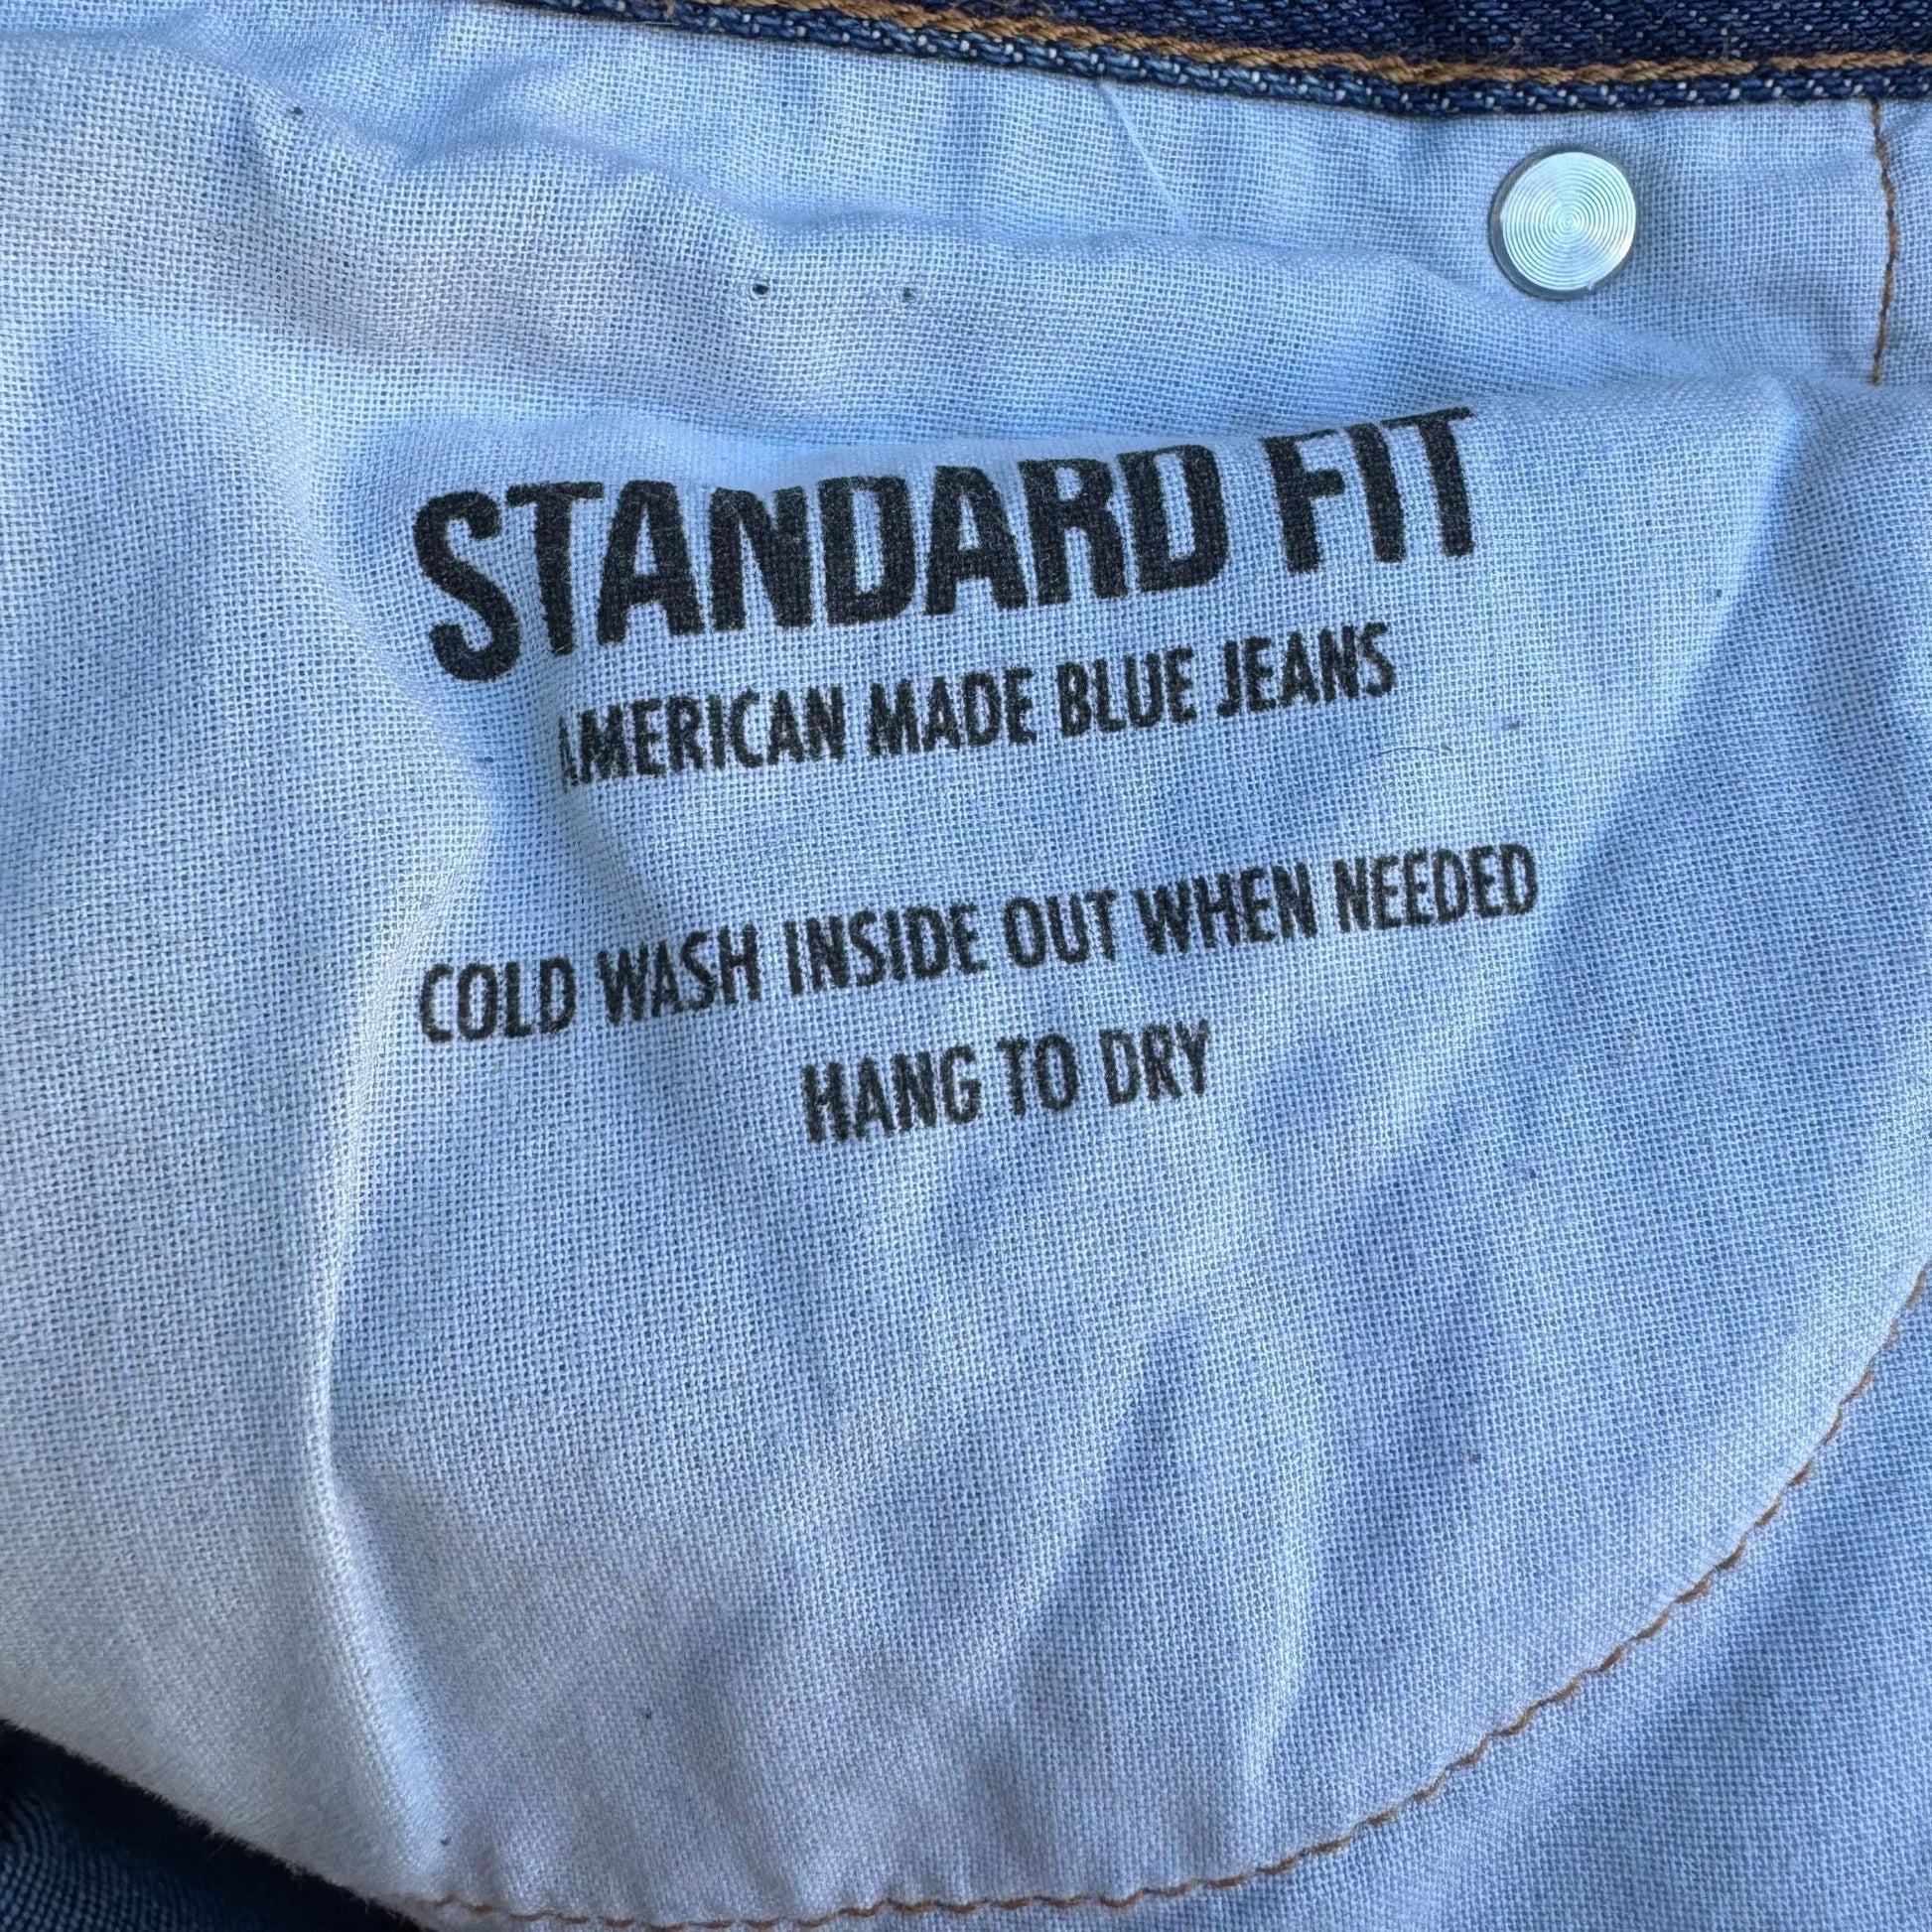 STANDARD FIT
AMERICAN MADE BLUE JEANS
COLD WASH INSIDE OUT WHEN NEEDED
HANG TO DRY